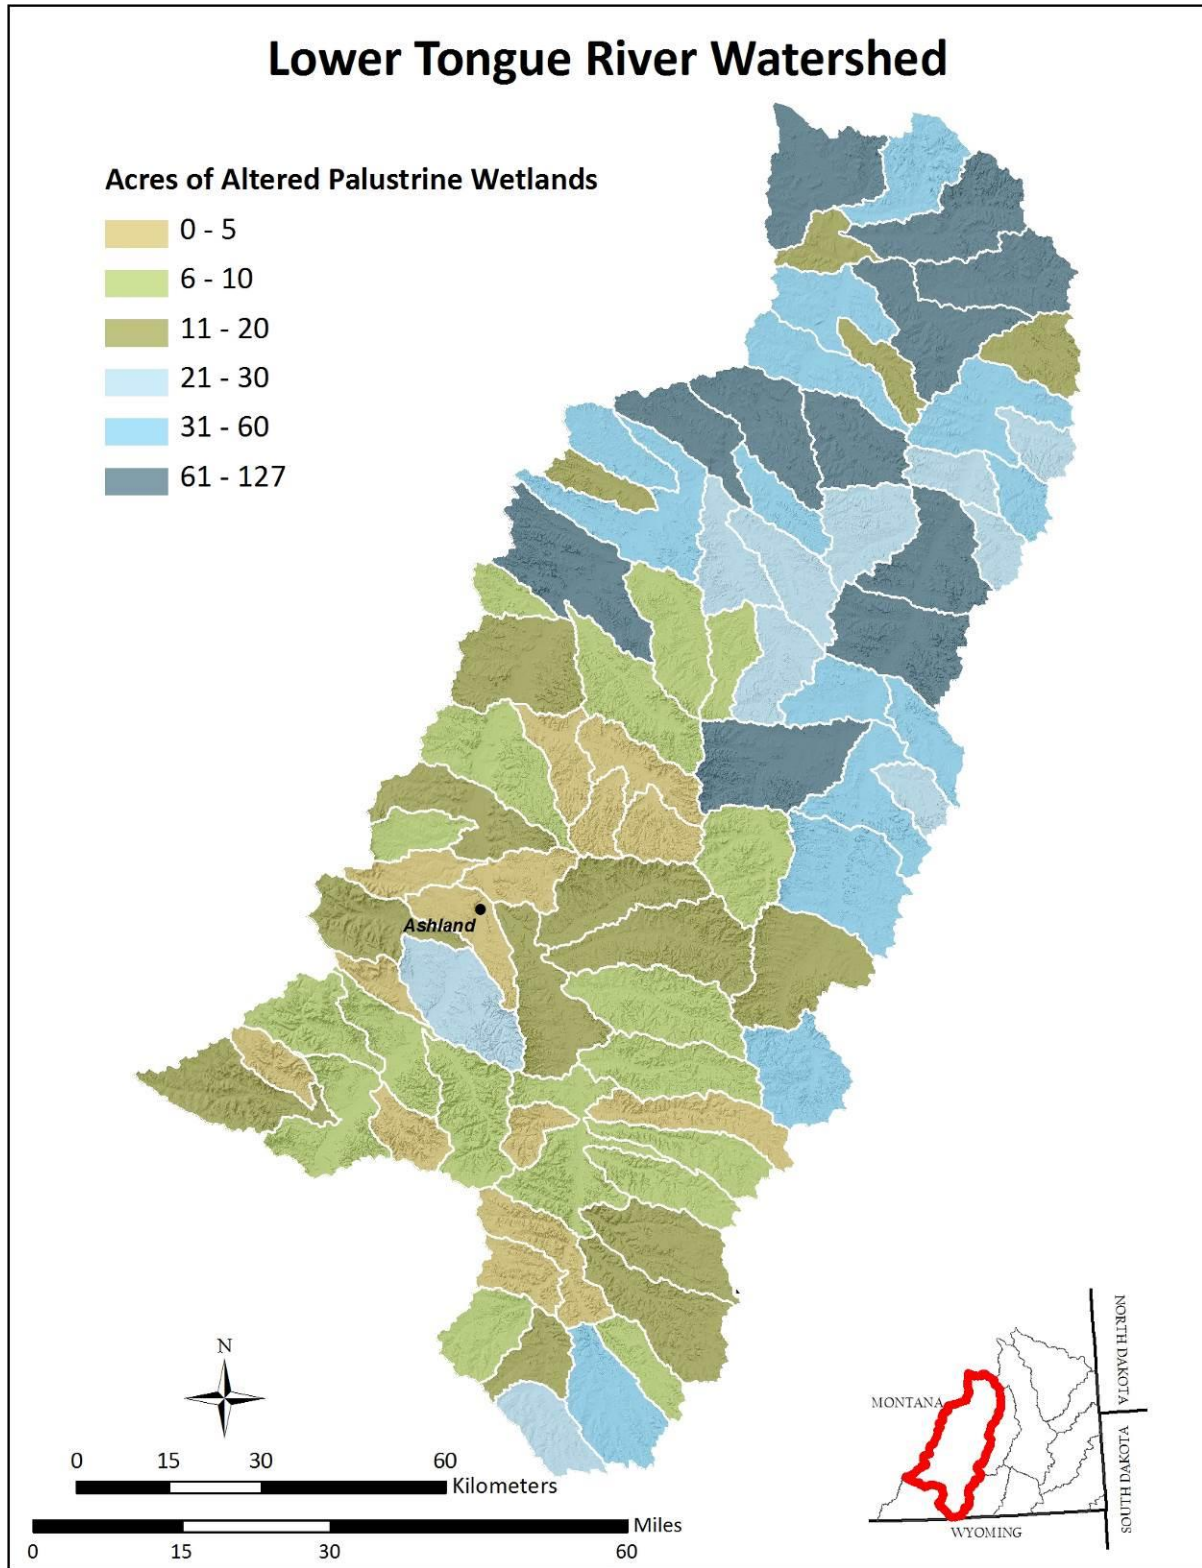 Lower Tongue River Watershed
Acres of Altered Palustrine Wetlands
0 - 5
6 - 10
11 - 20
21 - 30
31 - 60
61 - 127
Ashland
N
0 15 30 60
Kilometers
Miles
0 15 30 60
MONTANA
NORTH DAKOTA
SOUTH DAKOTA
WYOMING